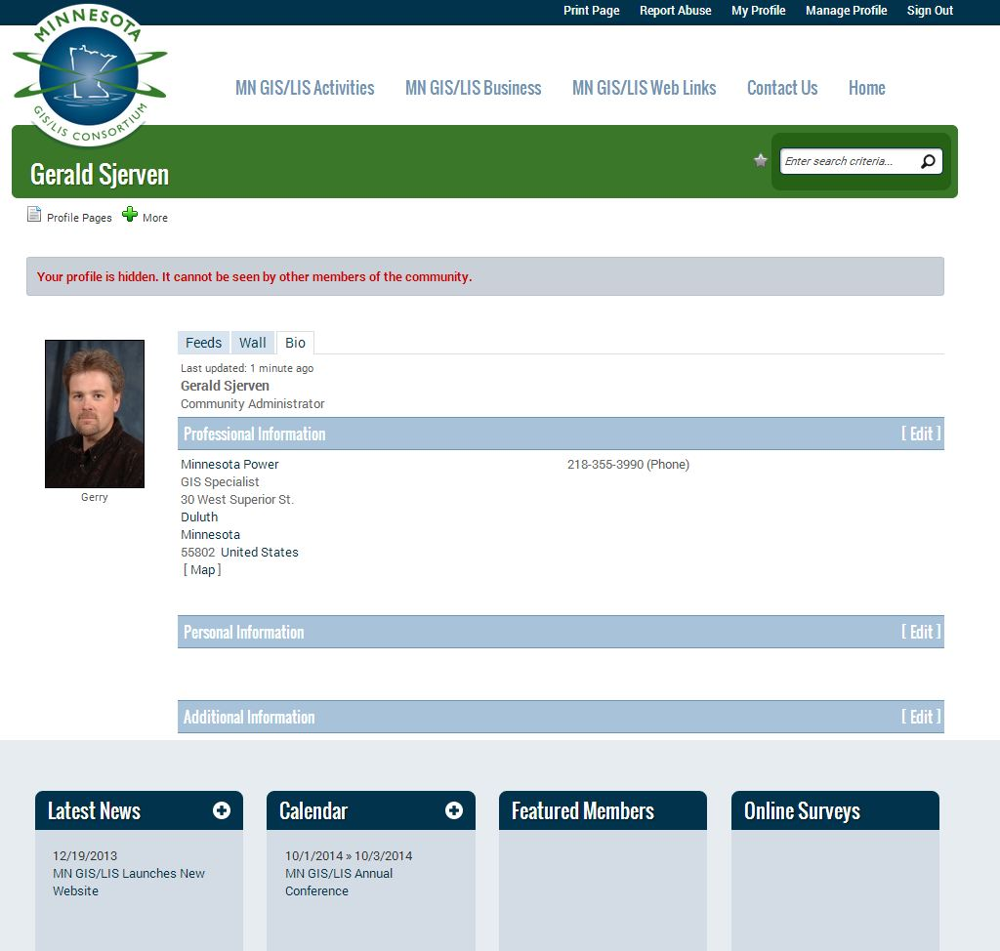 Print Page Report Abuse My Profile Manage Profile Sign Out
MINNESOTA
GIS/LIS CONSORTIUM
MN GIS/LIS Activities MN GIS/LIS Business MN GIS/LIS Web Links Contact Us Home
Gerald Sjerven
Enter search criteria...
Profile Pages More
Your profile is hidden. It cannot be seen by other members of the community.
Feeds Wall Bio
Last updated: 1 minute ago
Gerald Sjerven
Community Administrator
Gerry
Professional Information [ Edit ]
Minnesota Power 218-355-3990 (Phone)
GIS Specialist
30 West Superior St.
Duluth
Minnesota
55802 United States
[ Map ]
Personal Information [ Edit ]
Additional Information [ Edit ]
Latest News
12/19/2013
MN GIS/LIS Launches New
Website
Calendar
10/1/2014 » 10/3/2014
MN GIS/LIS Annual
Conference
Featured Members
Online Surveys